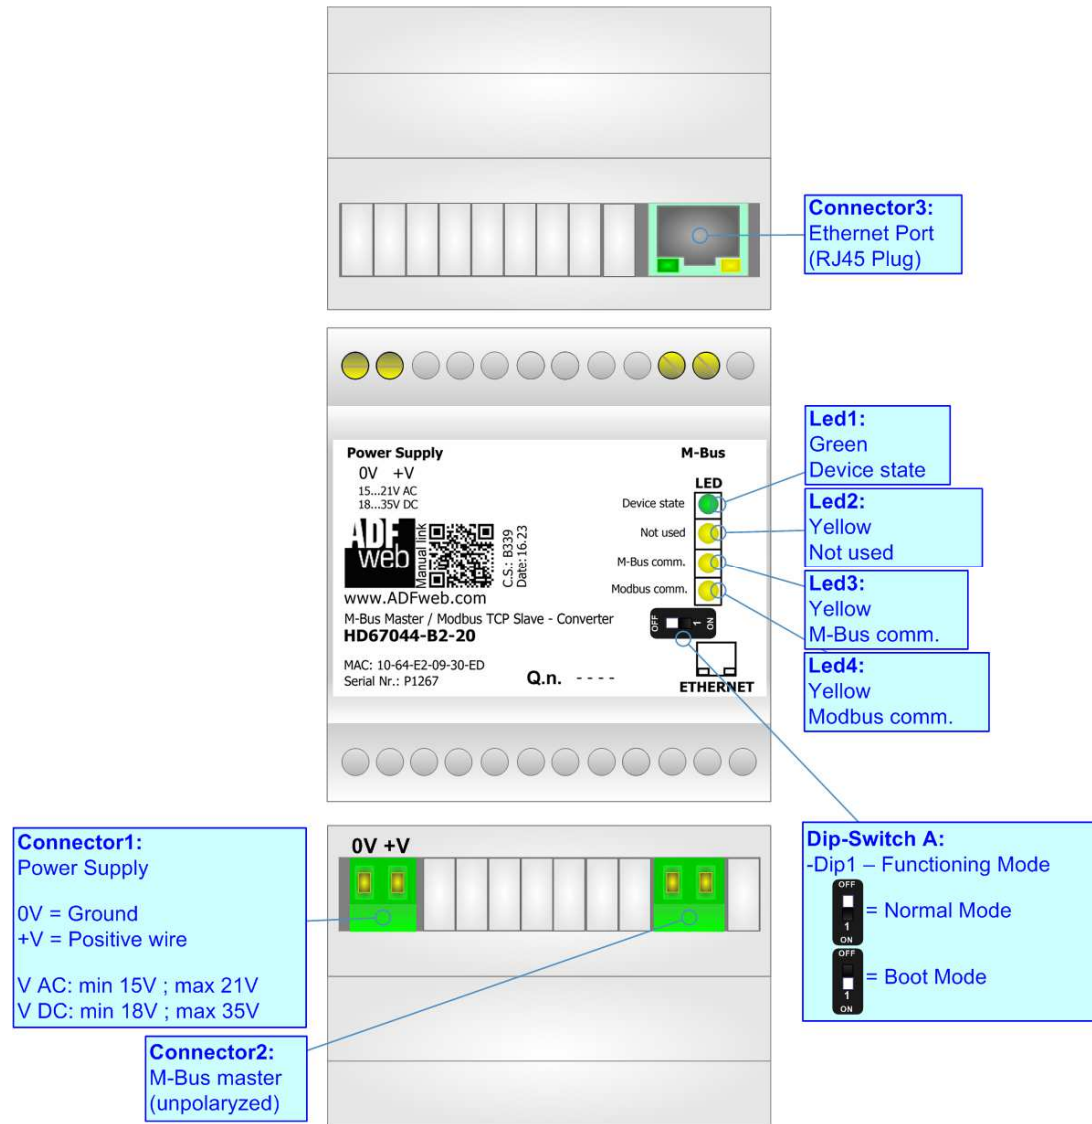 Connector3:
Ethernet Port
(RJ45 Plug)
Power Supply
0V +V
15...21V AC
18...35V DC
M-Bus
LED
Device state
Not used
M-Bus comm.
Modbus comm.
OFF
1
ON
ADF
web
Manual link
C.S.: B339
Date: 16.23
www.ADFweb.com
M-Bus Master / Modbus TCP Slave - Converter
HD67044-B2-20
MAC: 10-64-E2-09-30-ED
Serial Nr.: P1267
Q.n. - - - -
ETHERNET
Led1:
Green
Device state
Led2:
Yellow
Not used
Led3:
Yellow
M-Bus comm.
Led4:
Yellow
Modbus comm.
0V +V
Connector1:
Power Supply
0V = Ground
+V = Positive wire
V AC: min 15V ; max 21V
V DC: min 18V ; max 35V
Connector2:
M-Bus master
(unpolaryzed)
Dip-Switch A:
-Dip1 – Functioning Mode
OFF
1
ON
= Normal Mode
OFF
1
ON
= Boot Mode